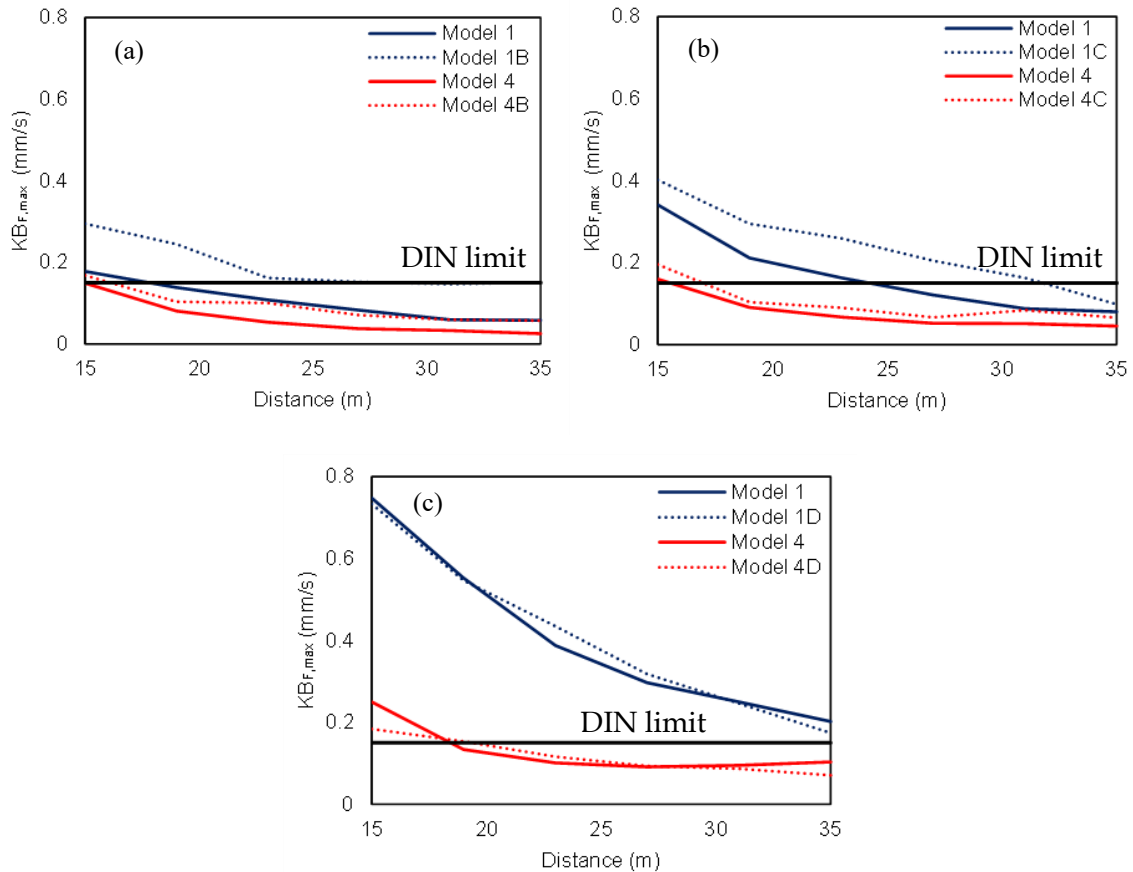 (a)
Model 1
Model 1B
Model 4
Model 4B
DIN limit
KBF,max (mm/s)
0.8
0.6
0.4
0.2
0
15 20 25 30 35
Distance (m)
(b)
Model 1
Model 1C
Model 4
Model 4C
DIN limit
KBF,max (mm/s)
0.8
0.6
0.4
0.2
0
15 20 25 30 35
Distance (m)
(c)
Model 1
Model 1D
Model 4
Model 4D
DIN limit
KBF,max (mm/s)
0.8
0.6
0.4
0.2
0
15 20 25 30 35
Distance (m)